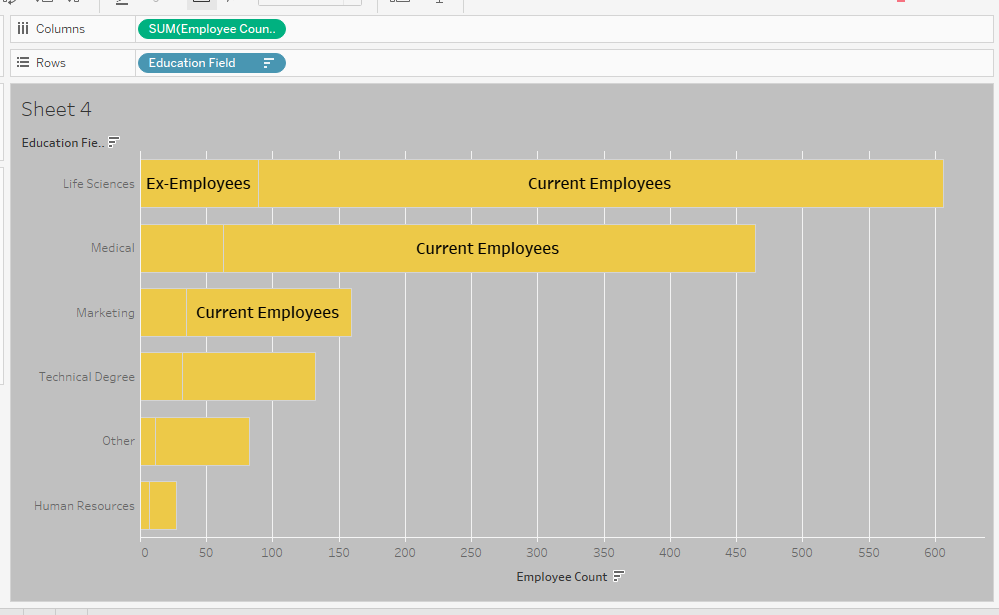 Columns
SUM(Employee Coun..
Rows
Education Field
Sheet 4
Education Fie..
Life Sciences
Ex-Employees
Current Employees
Medical
Current Employees
Marketing
Current Employees
Technical Degree
Other
Human Resources
0 50 100 150 200 250 300 350 400 450 500 550 600
Employee Count